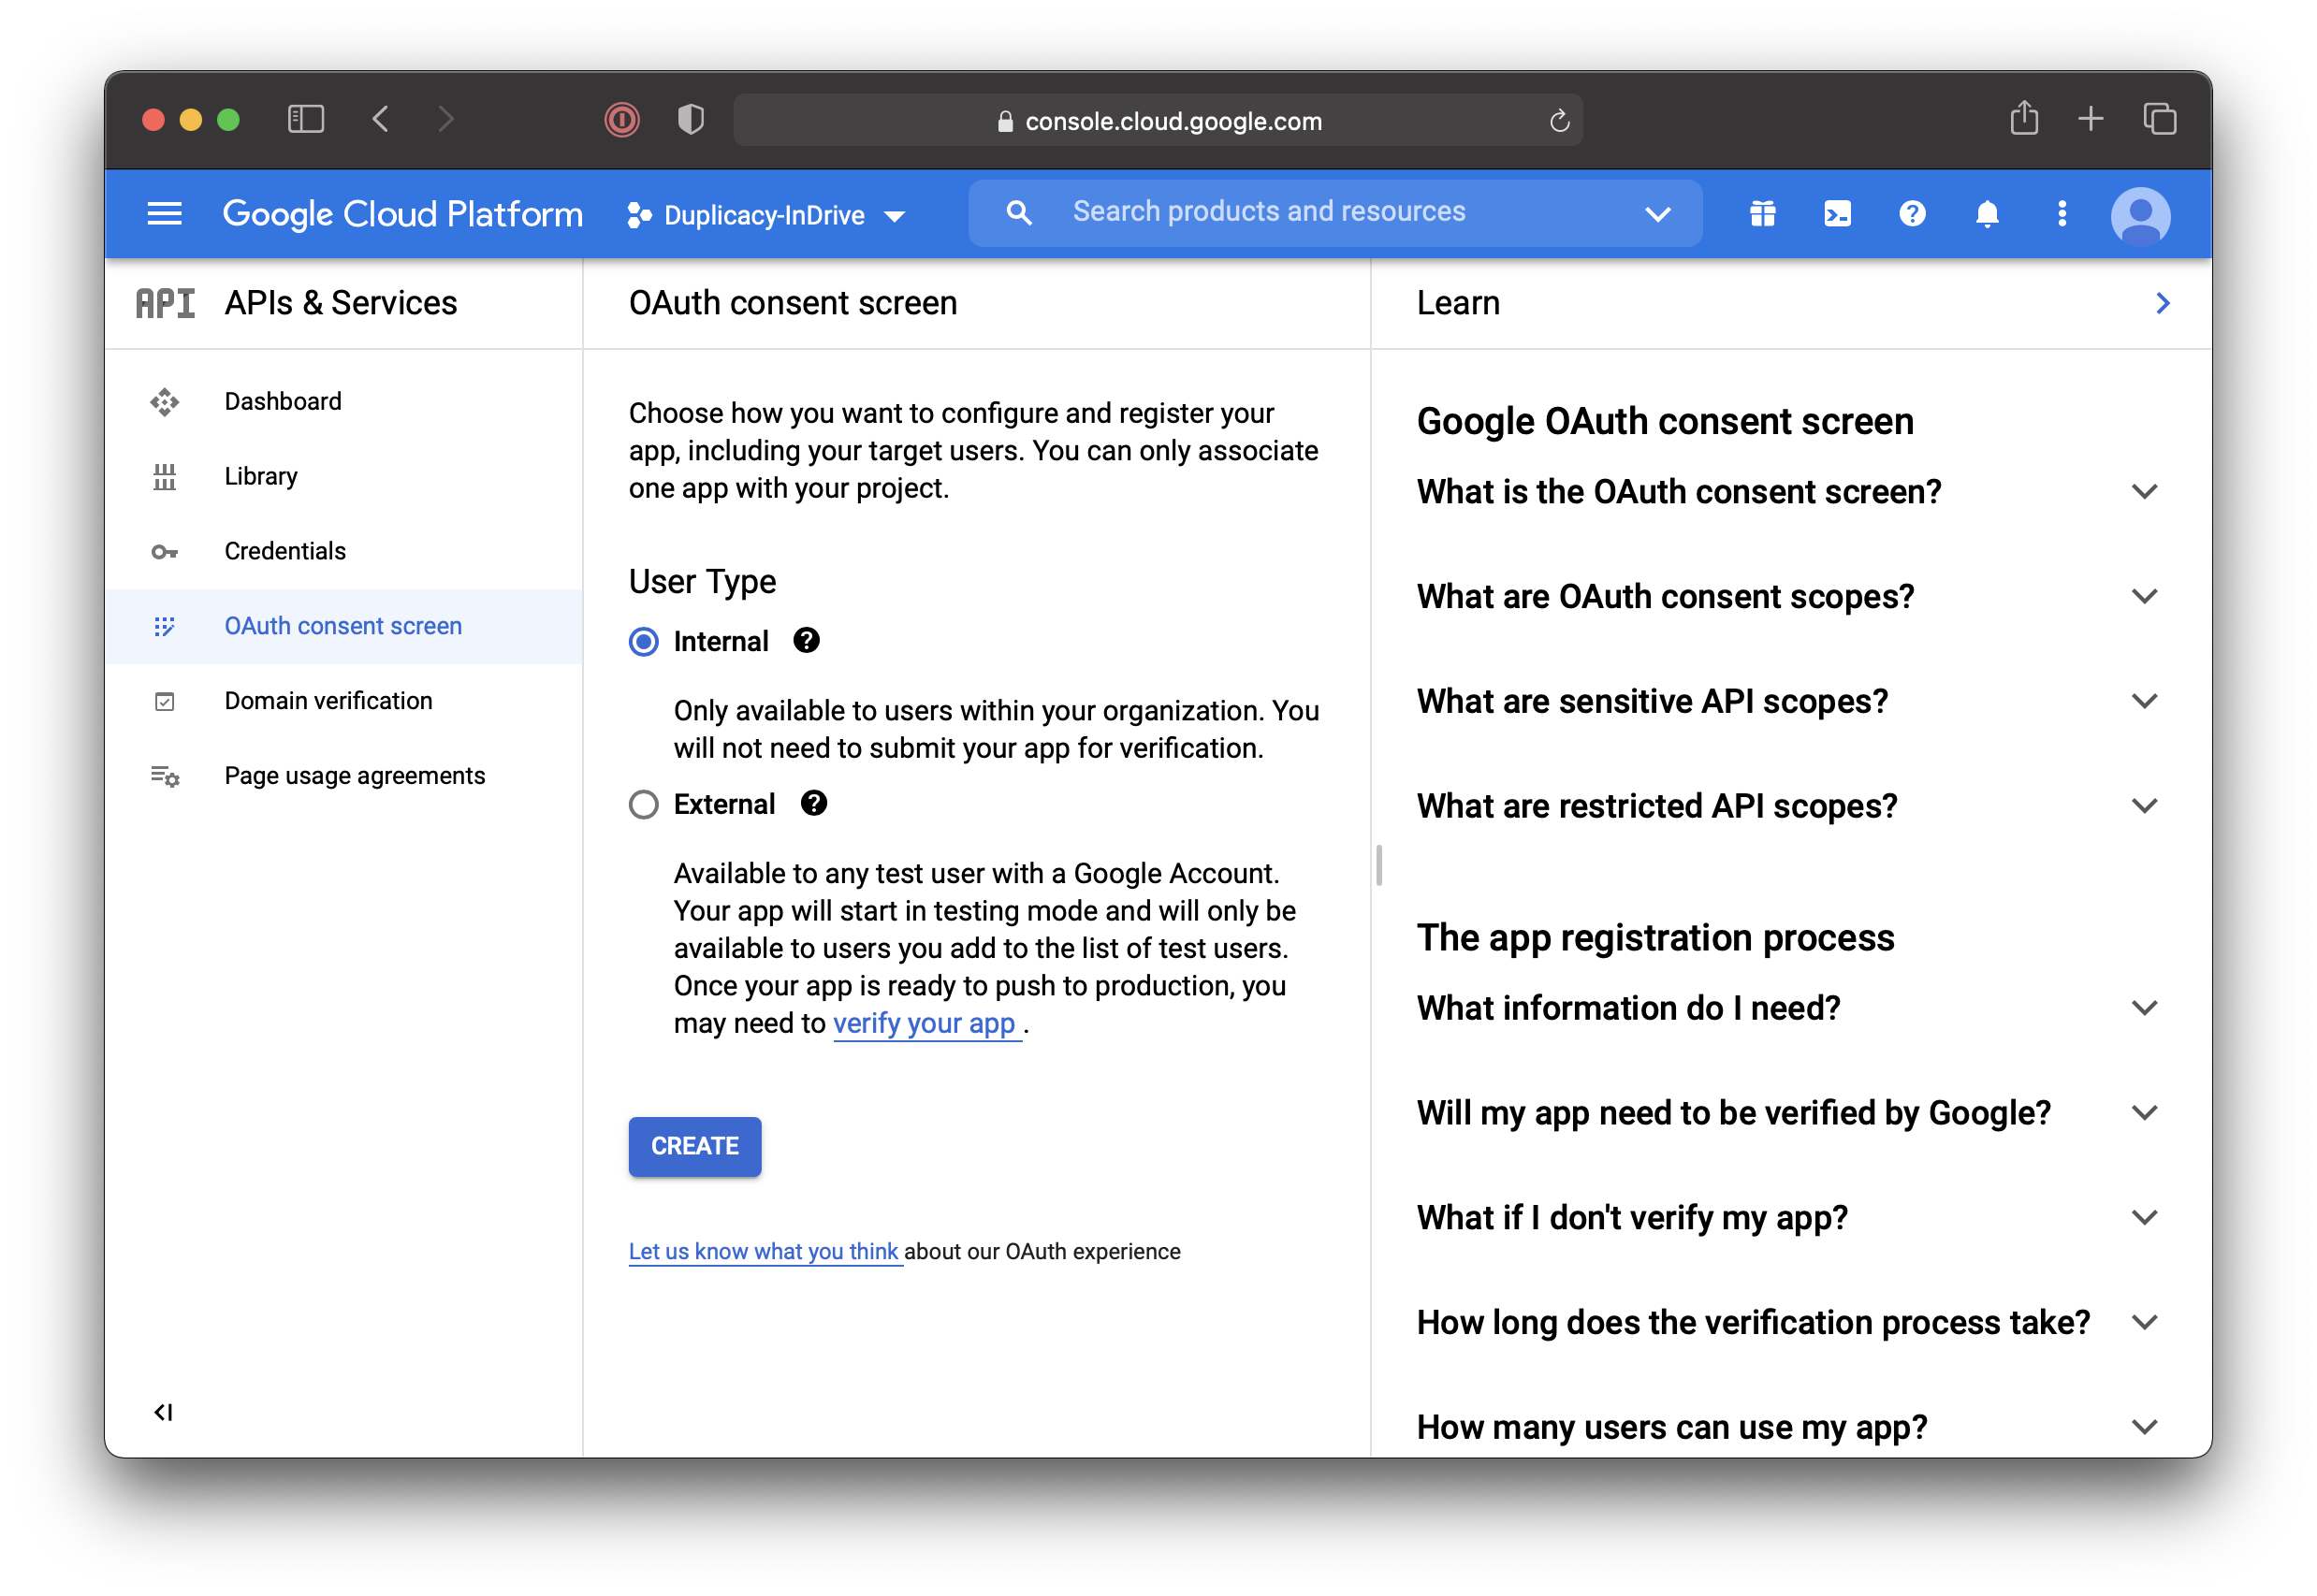 console.cloud.google.com
Google Cloud Platform
Duplicacy-InDrive
Search products and resources
API
APIs & Services
Dashboard
Library
Credentials
OAuth consent screen
Domain verification
Page usage agreements
OAuth consent screen
Choose how you want to configure and register your
app, including your target users. You can only associate
one app with your project.
User Type
Internal
Only available to users within your organization. You
will not need to submit your app for verification.
External
Available to any test user with a Google Account.
Your app will start in testing mode and will only be
available to users you add to the list of test users.
Once your app is ready to push to production, you
may need to verify your app .
CREATE
Let us know what you think about our OAuth experience
Learn
Google OAuth consent screen
What is the OAuth consent screen?
What are OAuth consent scopes?
What are sensitive API scopes?
What are restricted API scopes?
The app registration process
What information do I need?
Will my app need to be verified by Google?
What if I don't verify my app?
How long does the verification process take?
How many users can use my app?